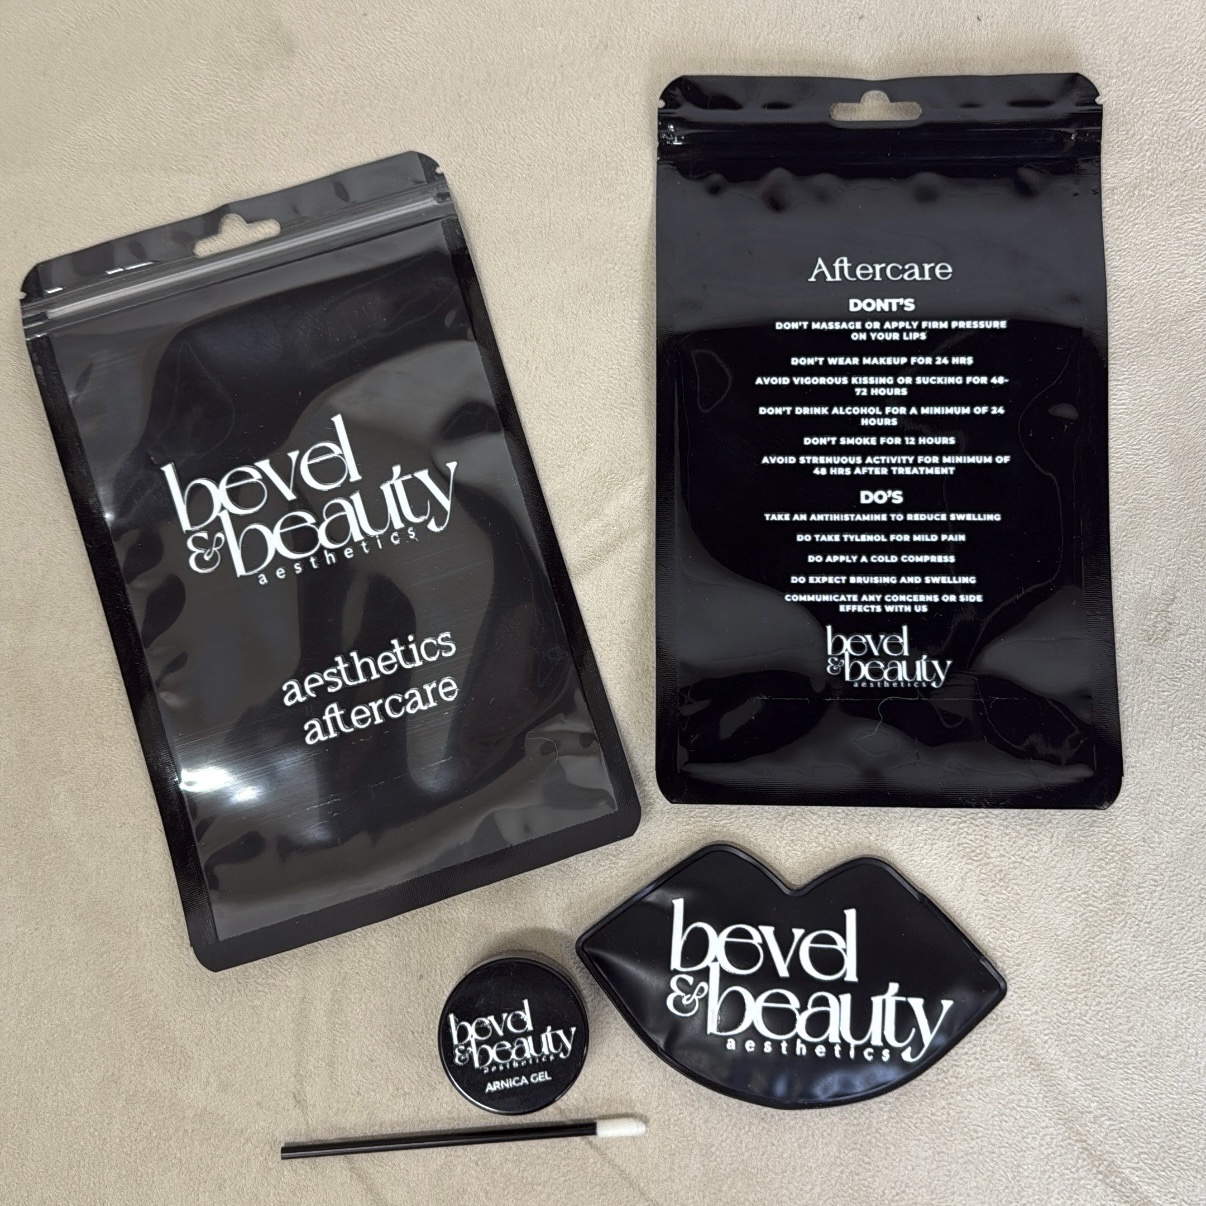 bevel
&beauty
aesthetics
aesthetics
aftercare
Aftercare
DONT'S
DON'T MASSAGE OR APPLY FIRM PRESSURE
ON YOUR LIPS
DON'T WEAR MAKEUP FOR 24 HRS
AVOID VIGOROUS KISSING OR SUCKING FOR 48-
72 HOURS
DON'T DRINK ALCOHOL FOR A MINIMUM OF 24
HOURS
DON'T SMOKE FOR 12 HOURS
AVOID STRENUOUS ACTIVITY FOR MINIMUM OF
48 HRS AFTER TREATMENT
DO'S
TAKE AN ANTIHISTAMINE TO REDUCE SWELLING
DO TAKE TYLENOL FOR MILD PAIN
DO APPLY A COLD COMPRESS
DO EXPECT BRUISING AND SWELLING
COMMUNICATE ANY CONCERNS OR SIDE
EFFECTS WITH US
bevel
&beauty
aesthetics
bevel
&beauty
aesthetics
ARNICA GEL
bevel
&beauty
aesthetics